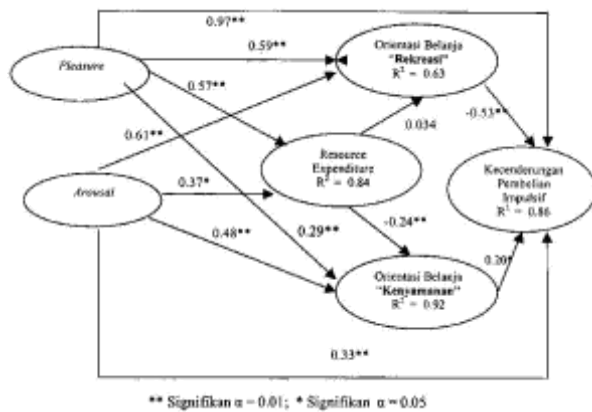 0.97**
0.59**
Orientasi Belanja
"Rekreasi"
R² = 0.63
Pleasure
0.57**
-0.53**
0.61**
0.034
Resource
Expenditure
R² = 0.84
Kecenderungan
Pembelian
Impulsif
R² = 0.86
Arousal
0.37*
0.48**
0.29**
-0.24**
Orientasi Belanja
"Kenyamanan"
R² = 0.92
0.20*
0.33**
** Signifikan α = 0.01; * Signifikan α = 0.05